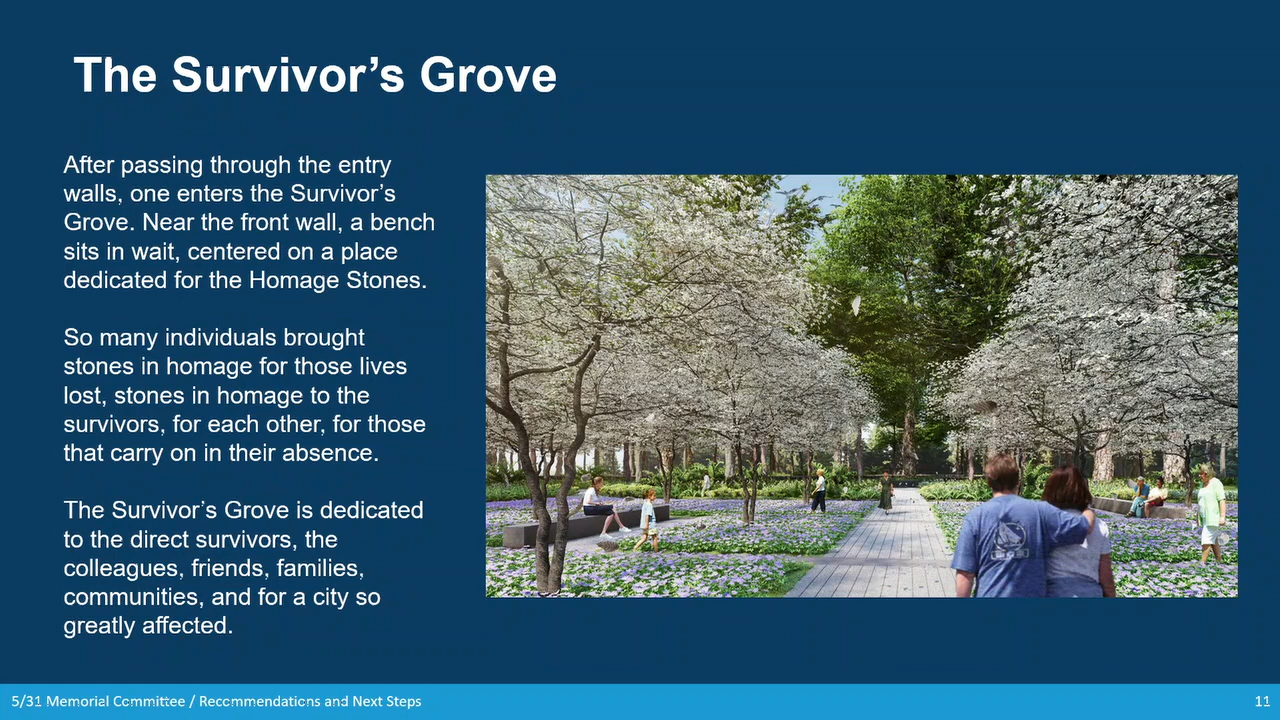 The Survivor’s Grove
After passing through the entry
walls, one enters the Survivor’s
Grove. Near the front wall, a bench
sits in wait, centered on a place
dedicated for the Homage Stones.
So many individuals brought
stones in homage for those lives
lost, stones in homage to the
survivors, for each other, for those
that carry on in their absence.
The Survivor’s Grove is dedicated
to the direct survivors, the
colleagues, friends, families,
communities, and for a city so
greatly affected.
5/31 Memorial Committee / Recommendations and Next Steps
11